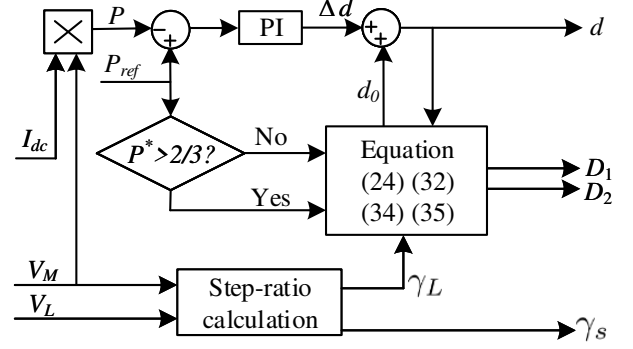 P
PI
Δd
d
P_ref
d_0
I_dc
P* >2/3?
No
Yes
Equation
(24) (32)
(34) (35)
D_1
D_2
V_M
V_L
Step-ratio
calculation
γ_L
γ_s